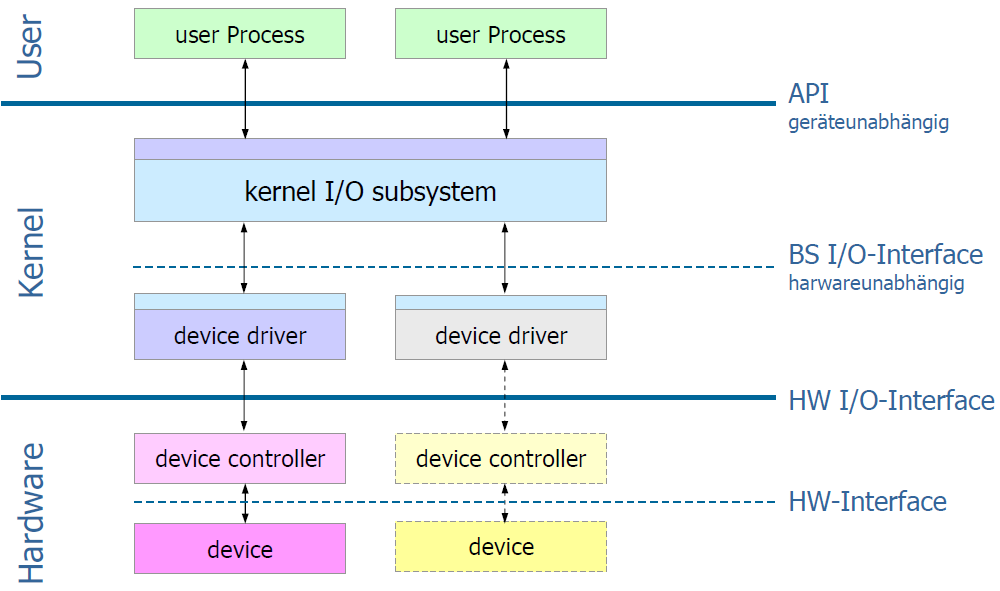 User
user Process
user Process
API
geräteunabhängig
Kernel
kernel I/O subsystem
BS I/O-Interface
harwareunabhängig
device driver
device driver
HW I/O-Interface
Hardware
device controller
device controller
HW-Interface
device
device